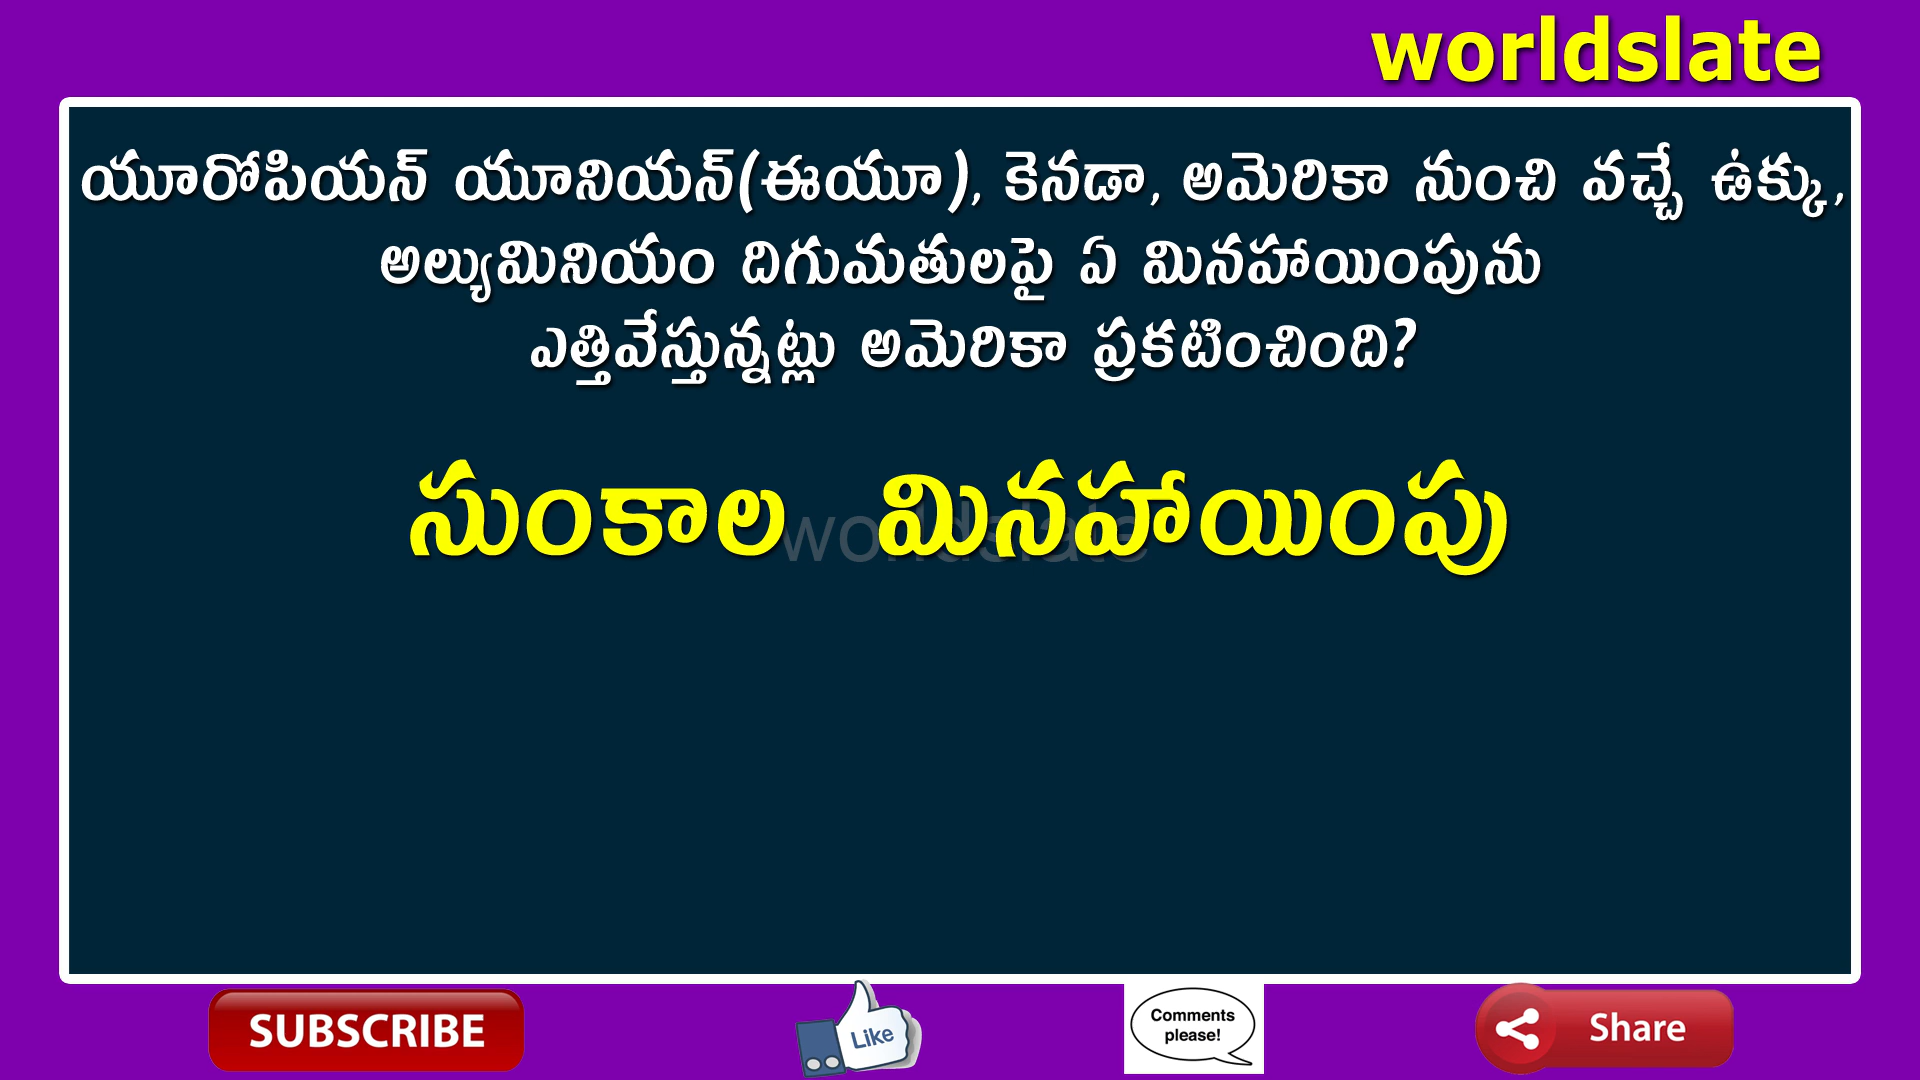 worldslate
యూరోపియన్ యూనియన్(ఈయూ), కెనడా, అమెరికా నుంచి వచ్చే ఉక్కు,
అల్యుమినియం దిగుమతులపై ఏ మినహాయింపును
ఎత్తివేస్తున్నట్లు అమెరికా ప్రకటించింది?
సుంకాల మినహాయింపు
worldslate
SUBSCRIBE
Like
Comments
please!
Share